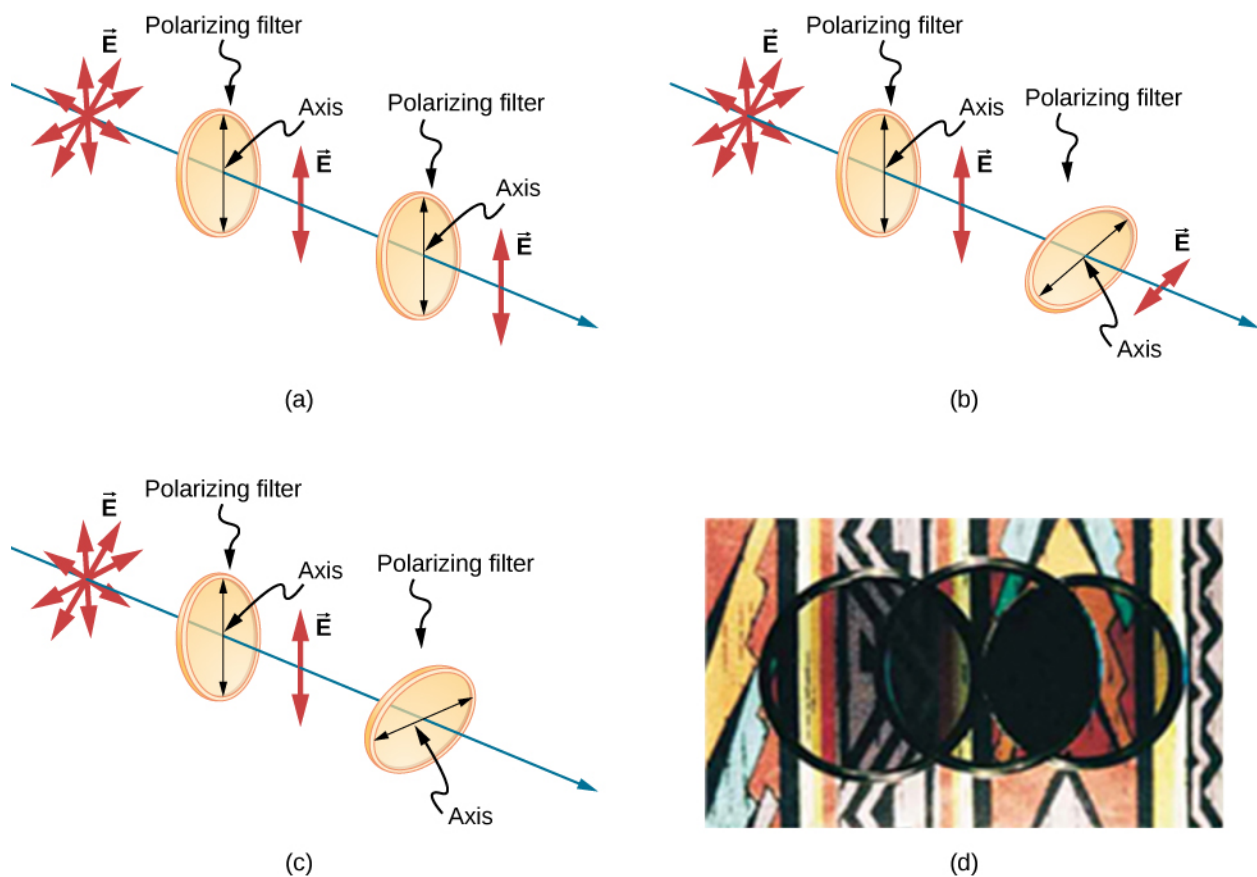 Polarizing filter
E⃗
Axis
Polarizing filter
E⃗
Axis
E⃗
(a)
Polarizing filter
E⃗
Axis
Polarizing filter
E⃗
E⃗
Axis
(b)
Polarizing filter
E⃗
Axis
Polarizing filter
E⃗
Axis
(c)
(d)